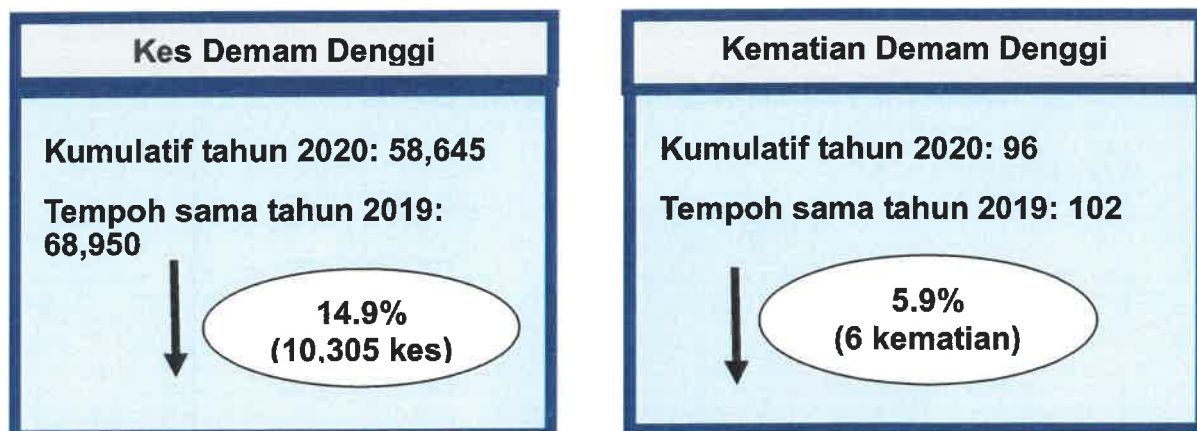 Kes Demam Denggi
Kumulatif tahun 2020: 58,645
Tempoh sama tahun 2019:
68,950
14.9%
(10,305 kes)
Kematian Demam Denggi
Kumulatif tahun 2020: 96
Tempoh sama tahun 2019: 102
5.9%
(6 kematian)